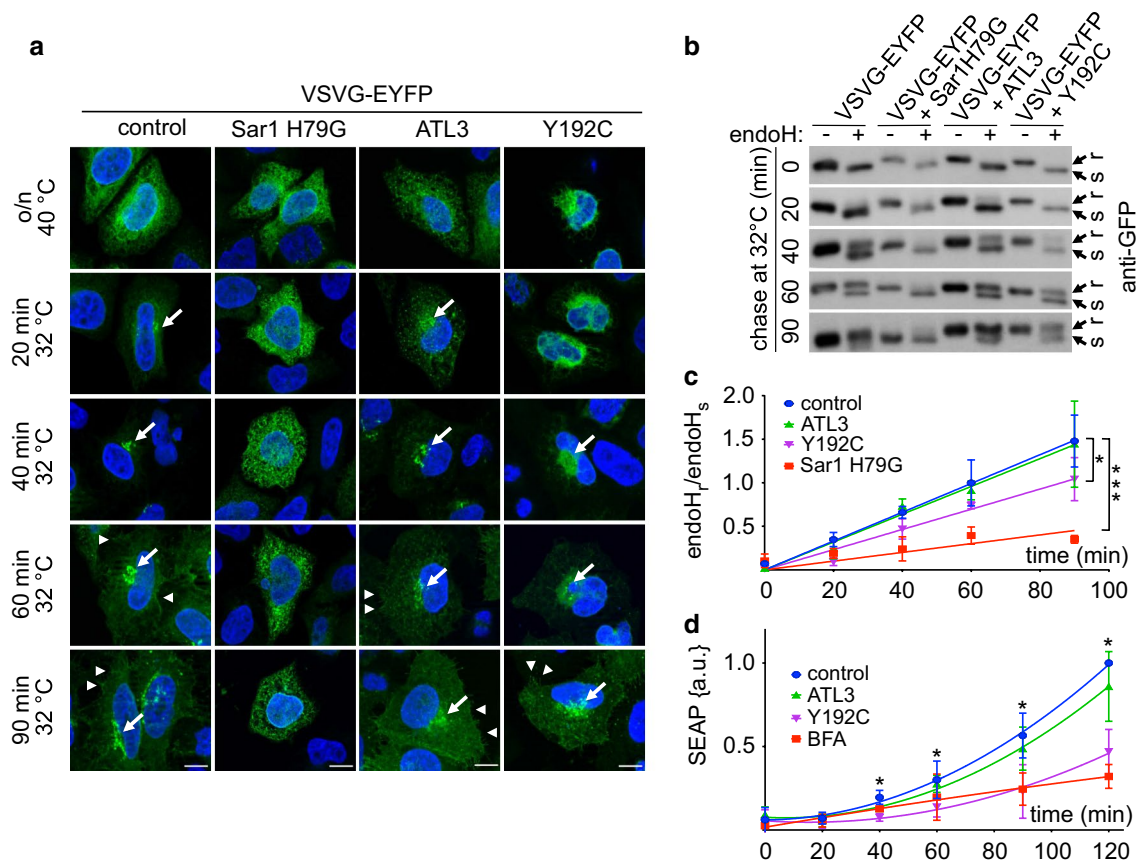 a
VSVG-EYFP
control Sar1 H79G ATL3 Y192C
o/n
40 °C
20 min
32 °C
40 min
32 °C
60 min
32 °C
90 min
32 °C
b
VSVG-EYFP
VSVG-EYFP
+ Sar1H79G
VSVG-EYFP
+ ATL3
VSVG-EYFP
+ Y192C
endoH: - + - + - + - +
chase at 32°C (min)
0 r
s
20 r
s
40 r
s
60 r
s
90 r
s
anti-GFP
c
endoHr/endoHs
2.0
1.5
1.0
0.5
control
ATL3
Y192C
Sar1 H79G
*
***
time (min)
0 20 40 60 80 100
d
SEAP {a.u.}
1.0
0.5
control
ATL3
Y192C
BFA
* * * *
time (min)
0 20 40 60 80 100 120